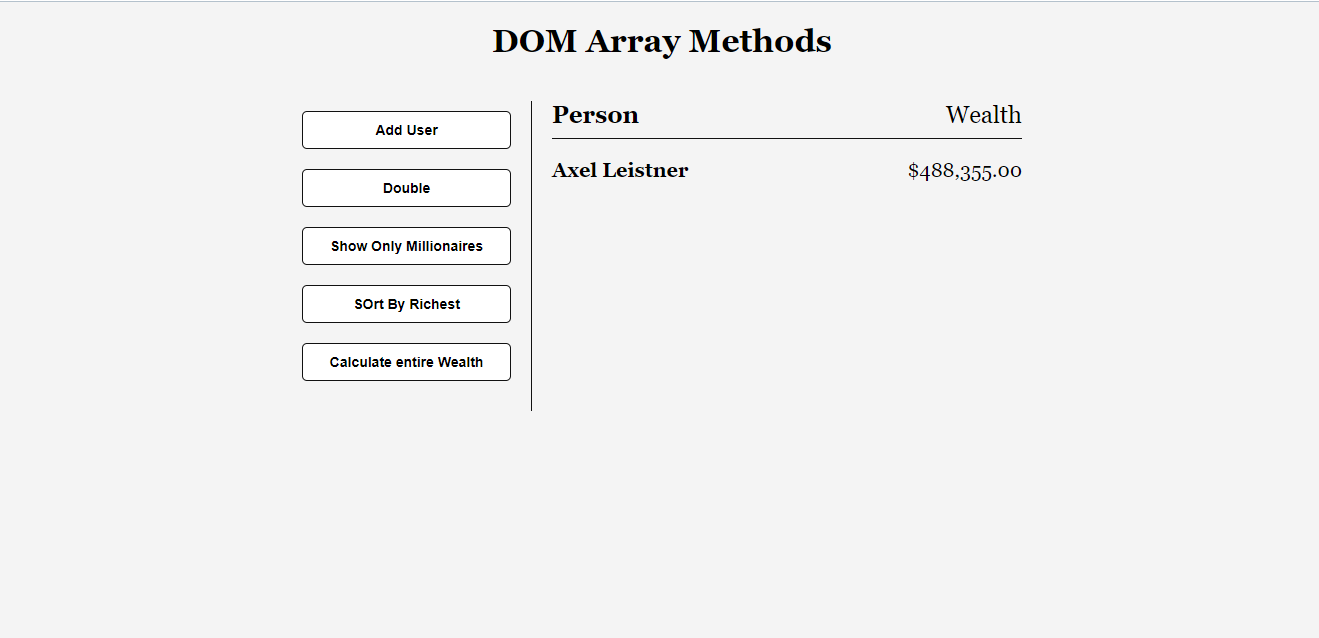 DOM Array Methods
Add User
Double
Show Only Millionaires
SOrt By Richest
Calculate entire Wealth
Person Wealth
Axel Leistner $488,355.00